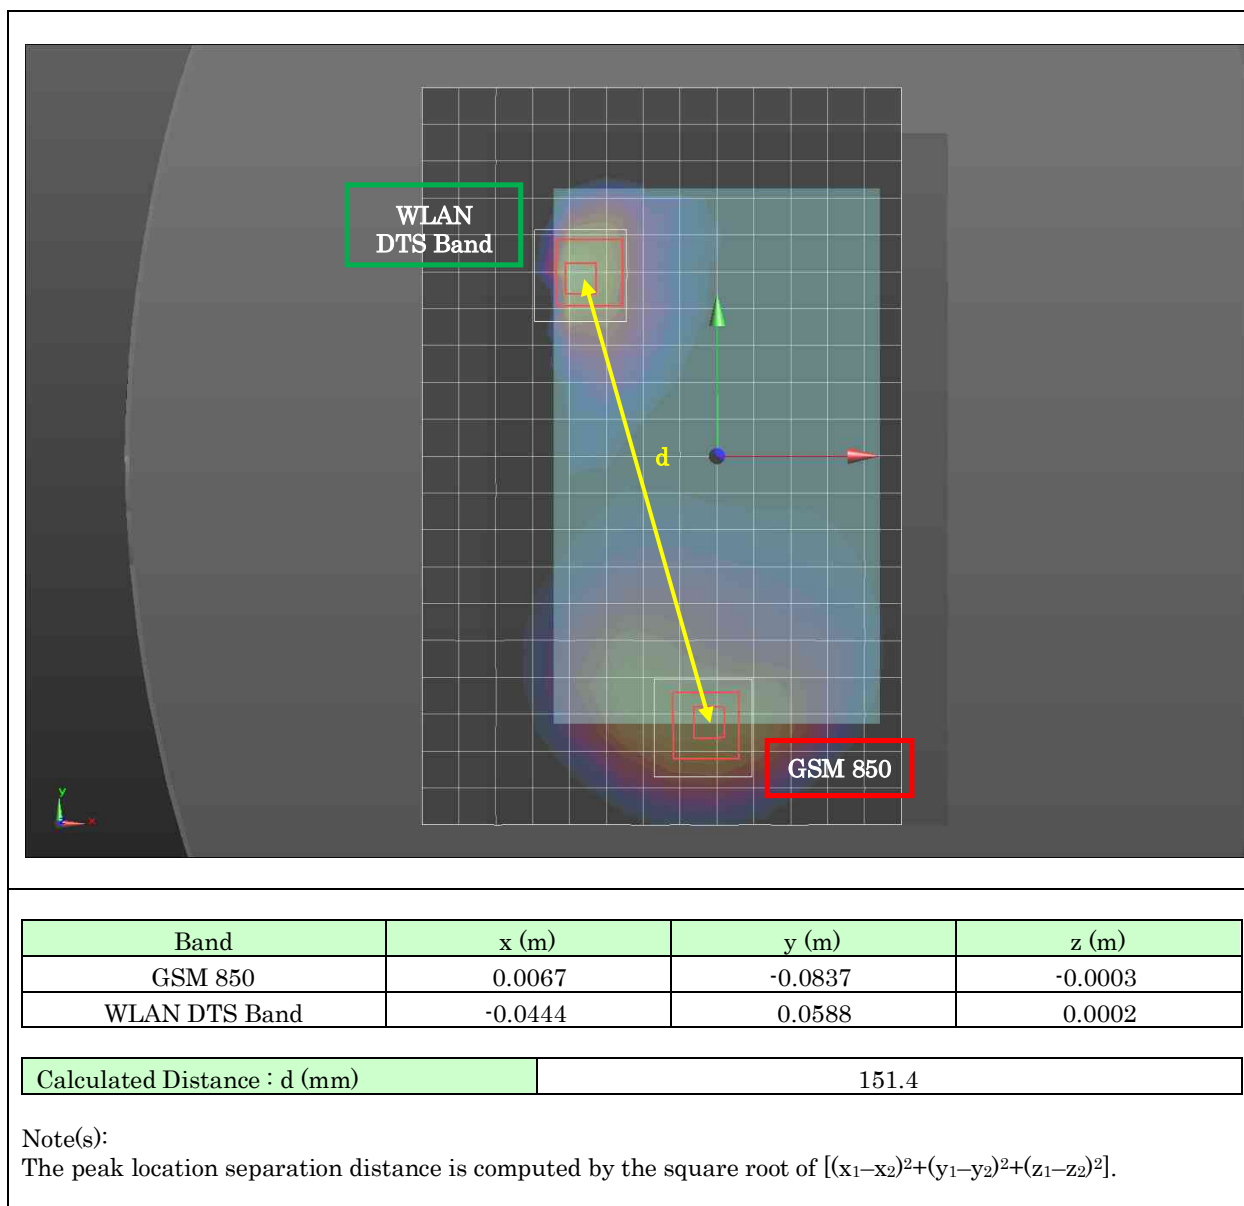 WLAN
DTS Band
d
GSM 850
y
x
Band x (m) y (m) z (m)
GSM 850 0.0067 -0.0837 -0.0003
WLAN DTS Band -0.0444 0.0588 0.0002
Calculated Distance : d (mm) 151.4
Note(s):
The peak location separation distance is computed by the square root of [(x₁–x₂)²+(y₁–y₂)²+(z₁–z₂)²].